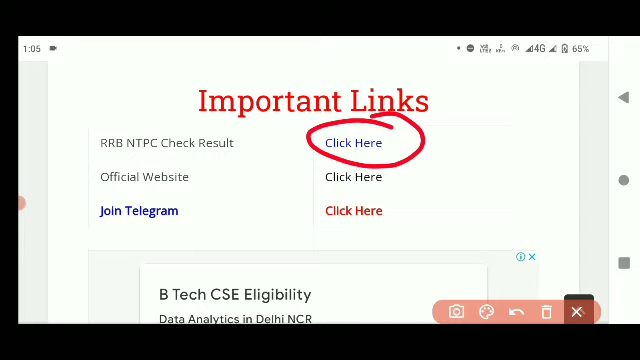 1:05
4G 65%
Important Links
RRB NTPC Check Result Click Here
Official Website Click Here
Join Telegram Click Here
B Tech CSE Eligibility
Data Analytics in Delhi NCR